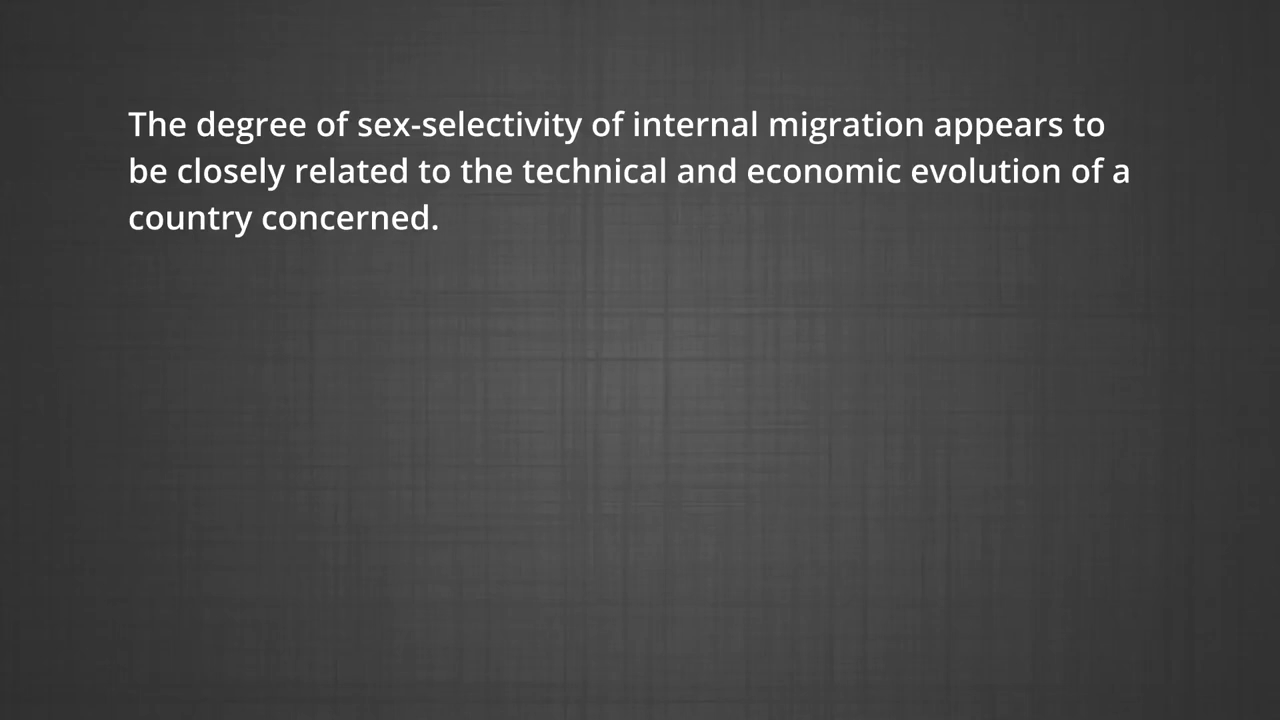 The degree of sex-selectivity of internal migration appears to
be closely related to the technical and economic evolution of a
country concerned.